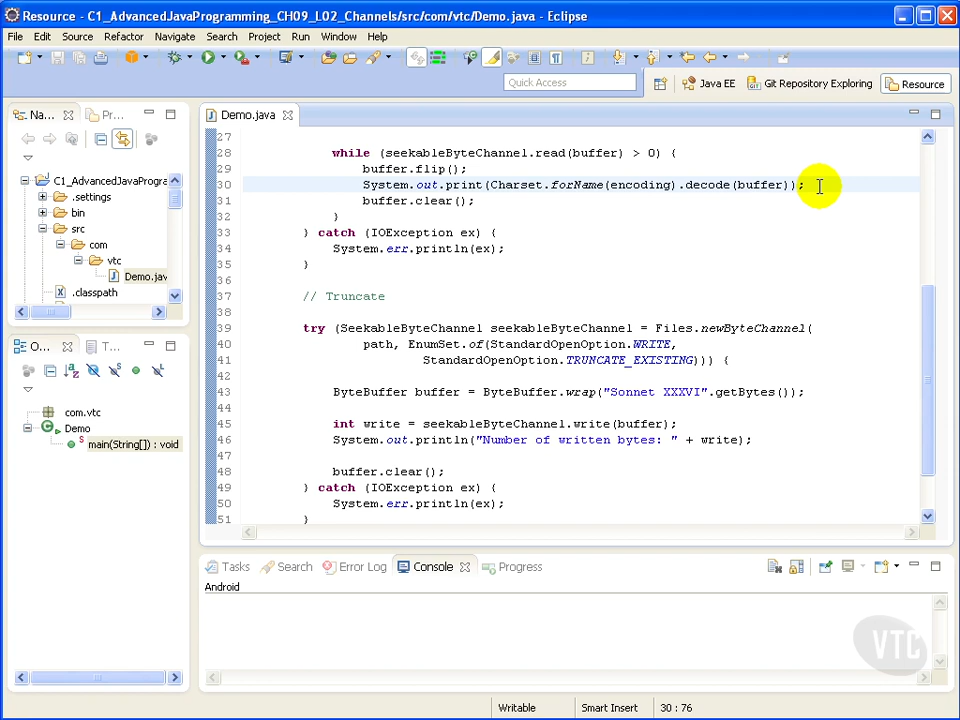 Resource - C1_AdvancedJavaProgramming_CH09_L02_Channels/src/com/vtc/Demo.java - Eclipse
File Edit Source Refactor Navigate Search Project Run Window Help
Quick Access
Java EE
Git Repository Exploring
Resource
Na...
Pr...
C1_AdvancedJavaProgra
.settings
bin
src
com
vtc
Demo.jav
.classpath
O...
T...
com.vtc
Demo
main(String[]) : void
Demo.java
27
28 while (seekableByteChannel.read(buffer) > 0) {
29 buffer.flip();
30 System.out.print(Charset.forName(encoding).decode(buffer));
31 buffer.clear();
32 }
33 } catch (IOException ex) {
34 System.err.println(ex);
35 }
36
37 // Truncate
38
39 try (SeekableByteChannel seekableByteChannel = Files.newByteChannel(
40 path, EnumSet.of(StandardOpenOption.WRITE,
41 StandardOpenOption.TRUNCATE_EXISTING))) {
42
43 ByteBuffer buffer = ByteBuffer.wrap("Sonnet XXXVI".getBytes());
44
45 int write = seekableByteChannel.write(buffer);
46 System.out.println("Number of written bytes: " + write);
47
48 buffer.clear();
49 } catch (IOException ex) {
50 System.err.println(ex);
51 }
Tasks Search Error Log Console Progress
Android
VTC
Writable Smart Insert 30 : 76